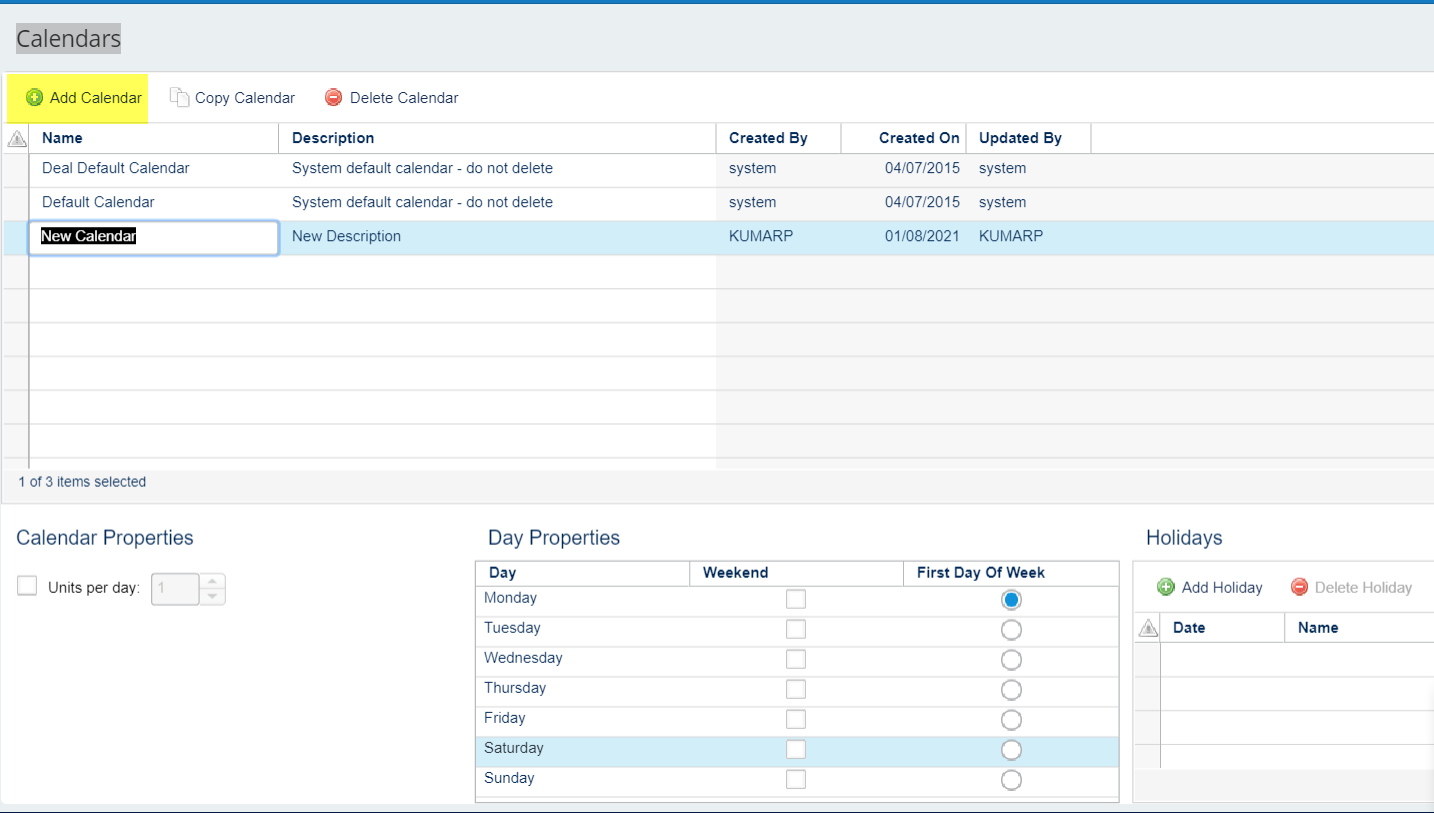 Calendars
Add Calendar Copy Calendar Delete Calendar
Name Description Created By Created On Updated By
Deal Default Calendar System default calendar - do not delete system 04/07/2015 system
Default Calendar System default calendar - do not delete system 04/07/2015 system
New Calendar New Description KUMARP 01/08/2021 KUMARP
1 of 3 items selected
Calendar Properties Day Properties Holidays
Day Weekend First Day Of Week
Units per day: 1 Add Holiday Delete Holiday
Monday
Tuesday Date Name
Wednesday
Thursday
Friday
Saturday
Sunday